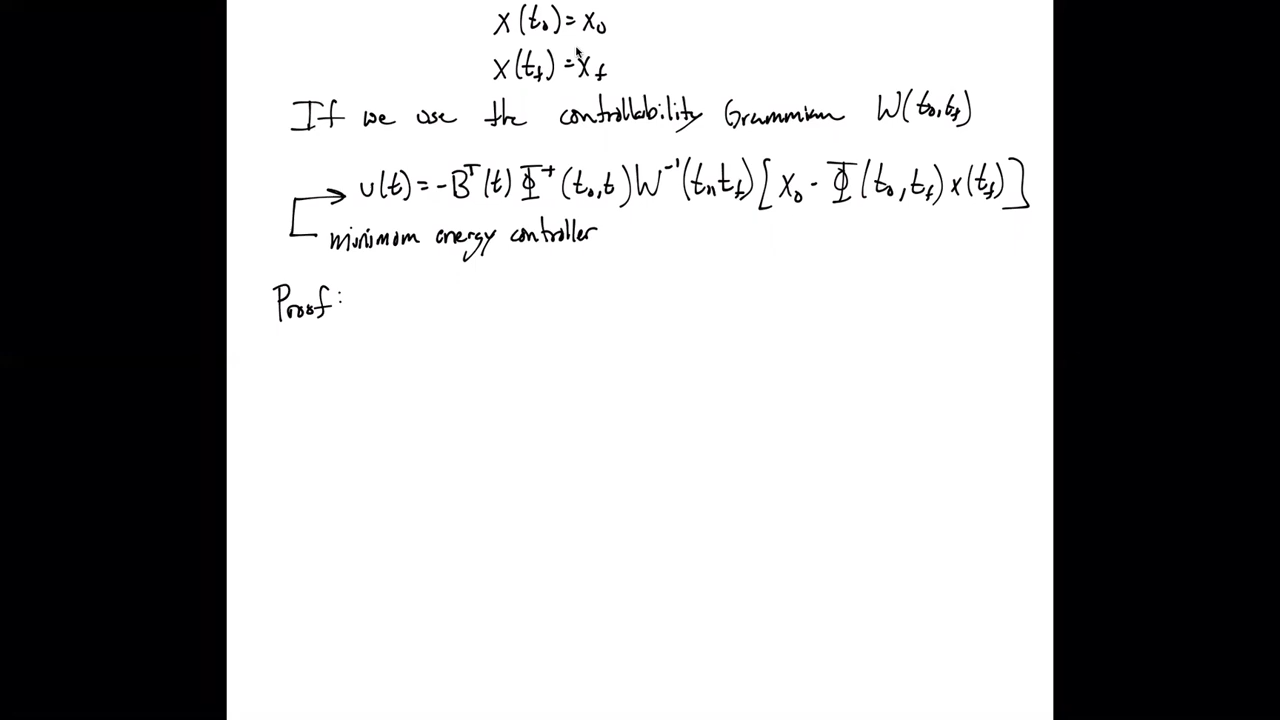 x(t₀) = x₀
x(t_f) = x_f
If we use the controllability Grammian W(t₀,t_f)
u(t) = -Bᵀ(t) Φᵀ(t₀,t) W⁻¹(t₀,t_f) [x₀ - Φ(t₀,t_f) x(t_f)]
minimum energy controller
Proof: